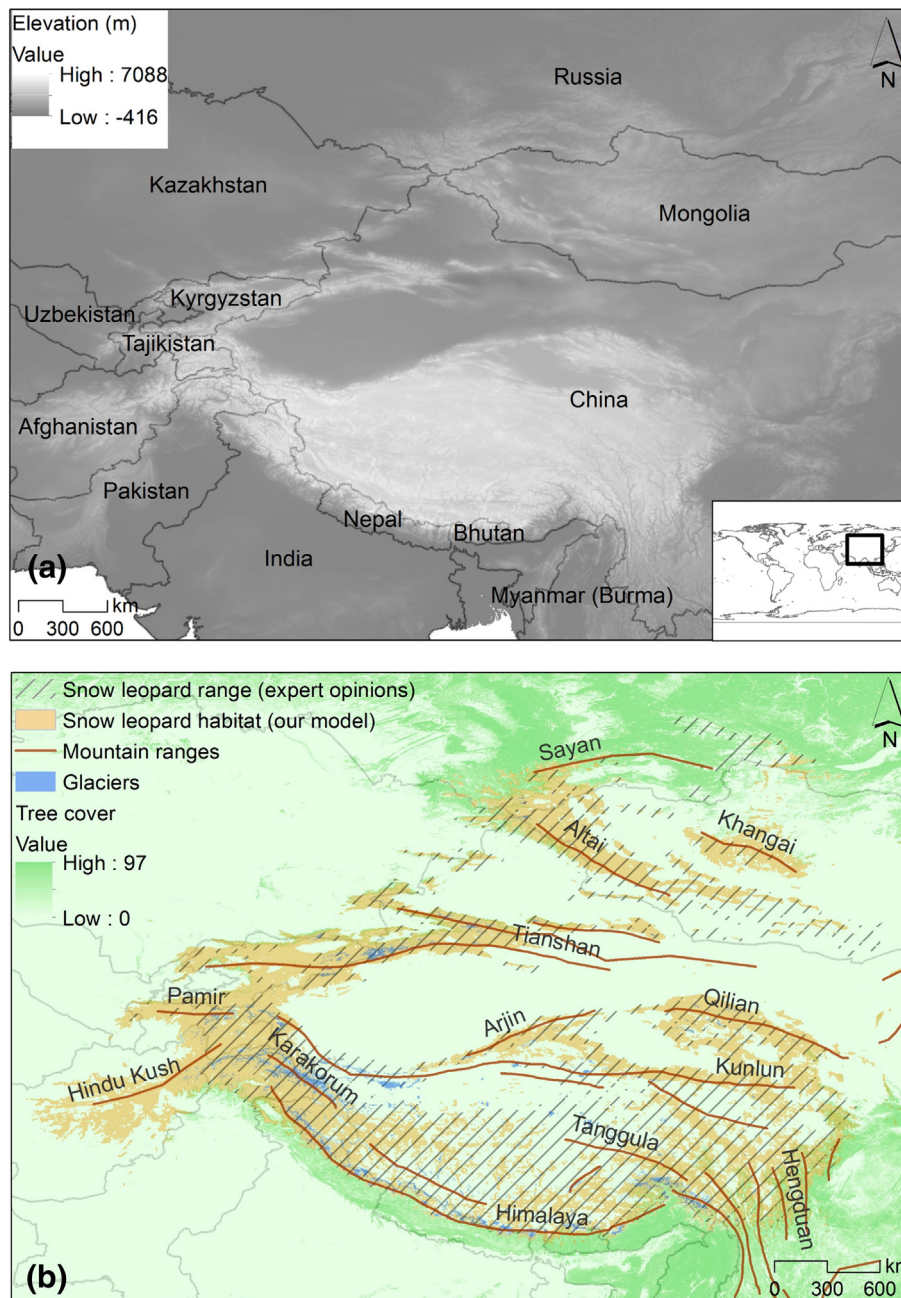 Elevation (m)
Value
High : 7088
Low : -416
N
Russia
Kazakhstan
Mongolia
Uzbekistan
Kyrgyzstan
Tajikistan
China
Afghanistan
Pakistan
Nepal
Bhutan
India
Myanmar (Burma)
(a)
km
0 300 600
Snow leopard range (expert opinions)
Snow leopard habitat (our model)
Mountain ranges
Glaciers
Tree cover
Value
High : 97
Low : 0
N
Sayan
Altai
Khangai
Tianshan
Pamir
Arjin
Qilian
Karakorum
Kunlun
Hindu Kush
Tanggula
Hengduan
Himalaya
(b)
km
0 300 600